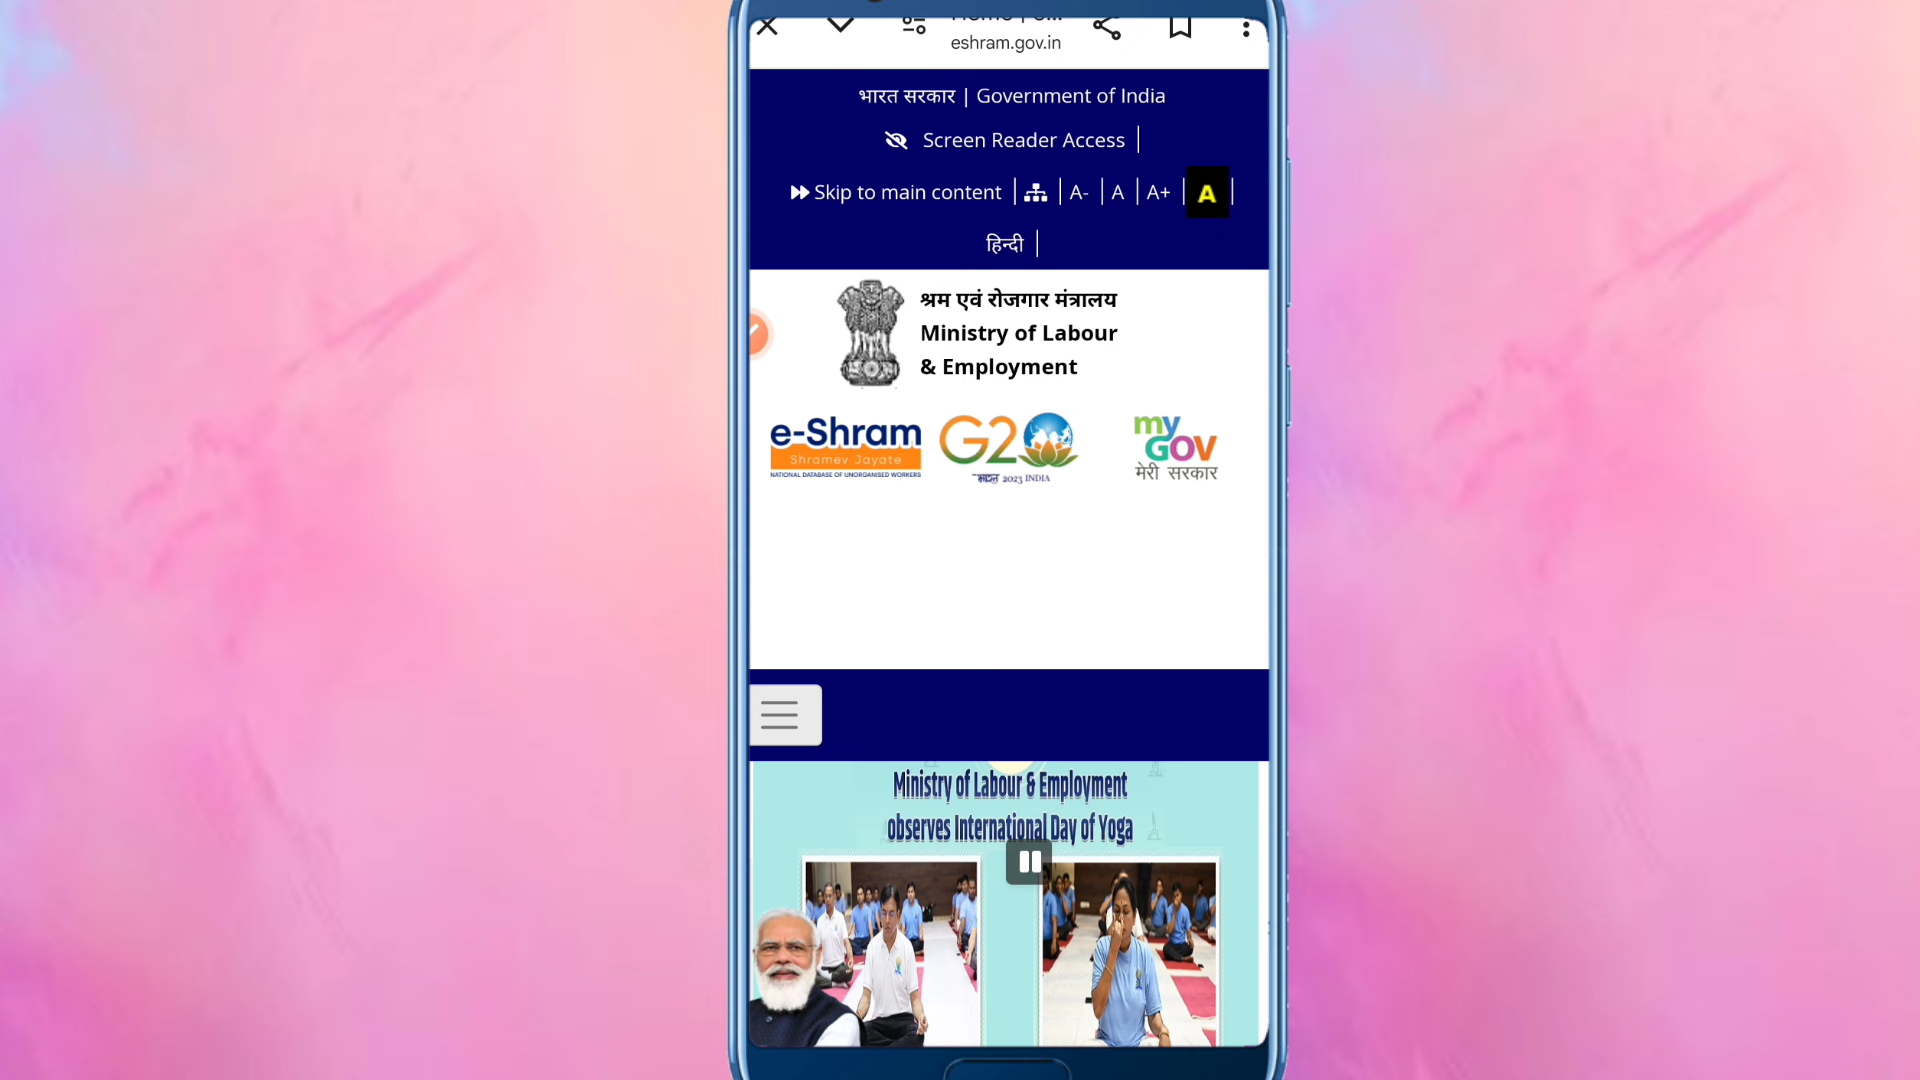 eshram.gov.in
भारत सरकार | Government of India
Screen Reader Access
Skip to main content | A- | A | A+ | A
हिन्दी
श्रम एवं रोजगार मंत्रालय
Ministry of Labour
& Employment
e-Shram
Shramev Jayate
NATIONAL DATABASE OF UNORGANISED WORKERS
G20
भारत 2023 INDIA
my
GOV
मेरी सरकार
Ministry of Labour & Employment
observes International Day of Yoga